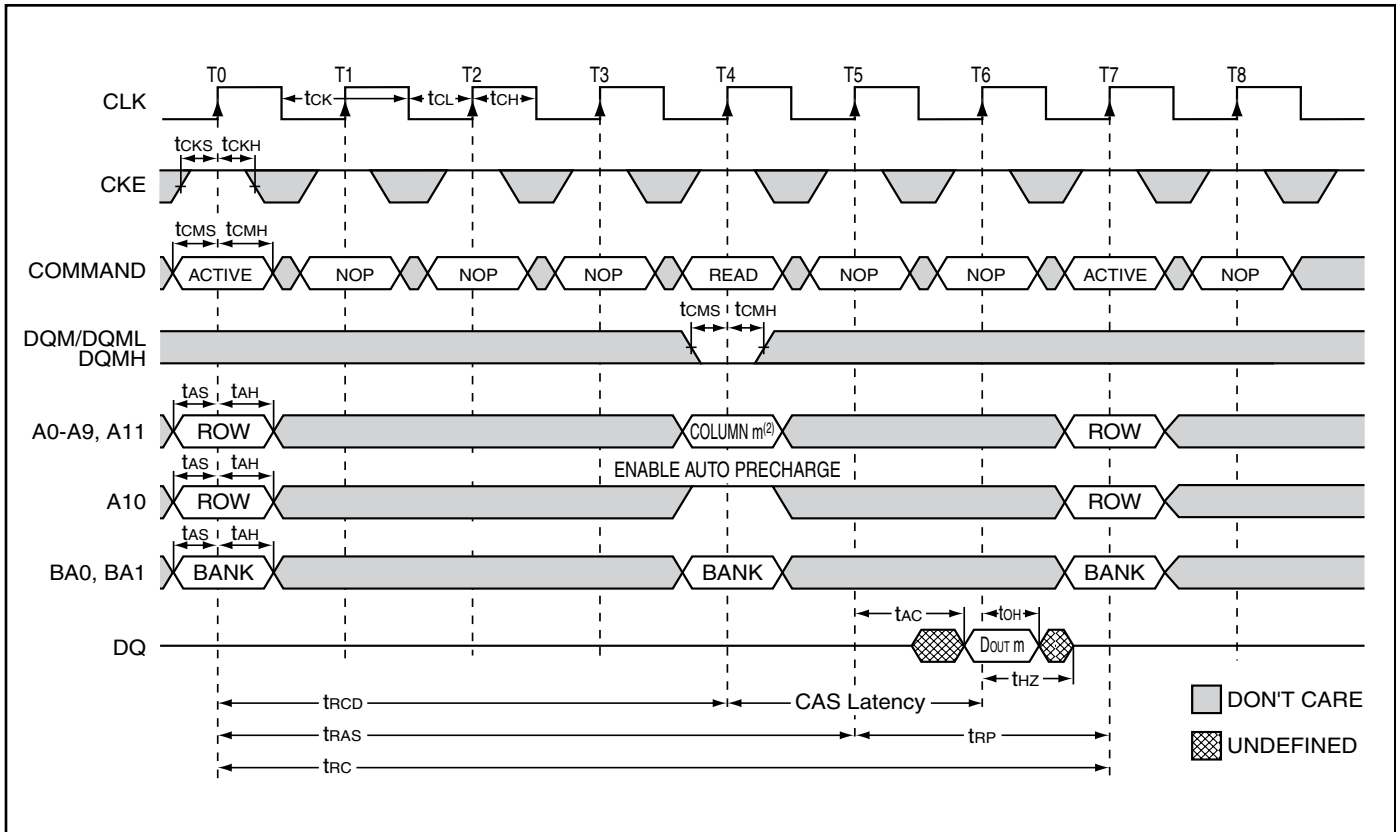 T0 T1 T2 T3 T4 T5 T6 T7 T8
CLK tCK tCL tCH
tCKS tCKH
CKE
tCMS tCMH
COMMAND ACTIVE NOP NOP NOP READ NOP NOP ACTIVE NOP
tCMS tCMH
DQM/DQML
DQMH
tAS tAH
A0-A9, A11 ROW COLUMN m(2) ROW
tAS tAH ENABLE AUTO PRECHARGE
A10 ROW ROW
tAS tAH
BA0, BA1 BANK BANK BANK
tAC tOH
DQ DOUT m
tHZ
tRCD CAS Latency
DON'T CARE
tRAS tRP
UNDEFINED
tRC